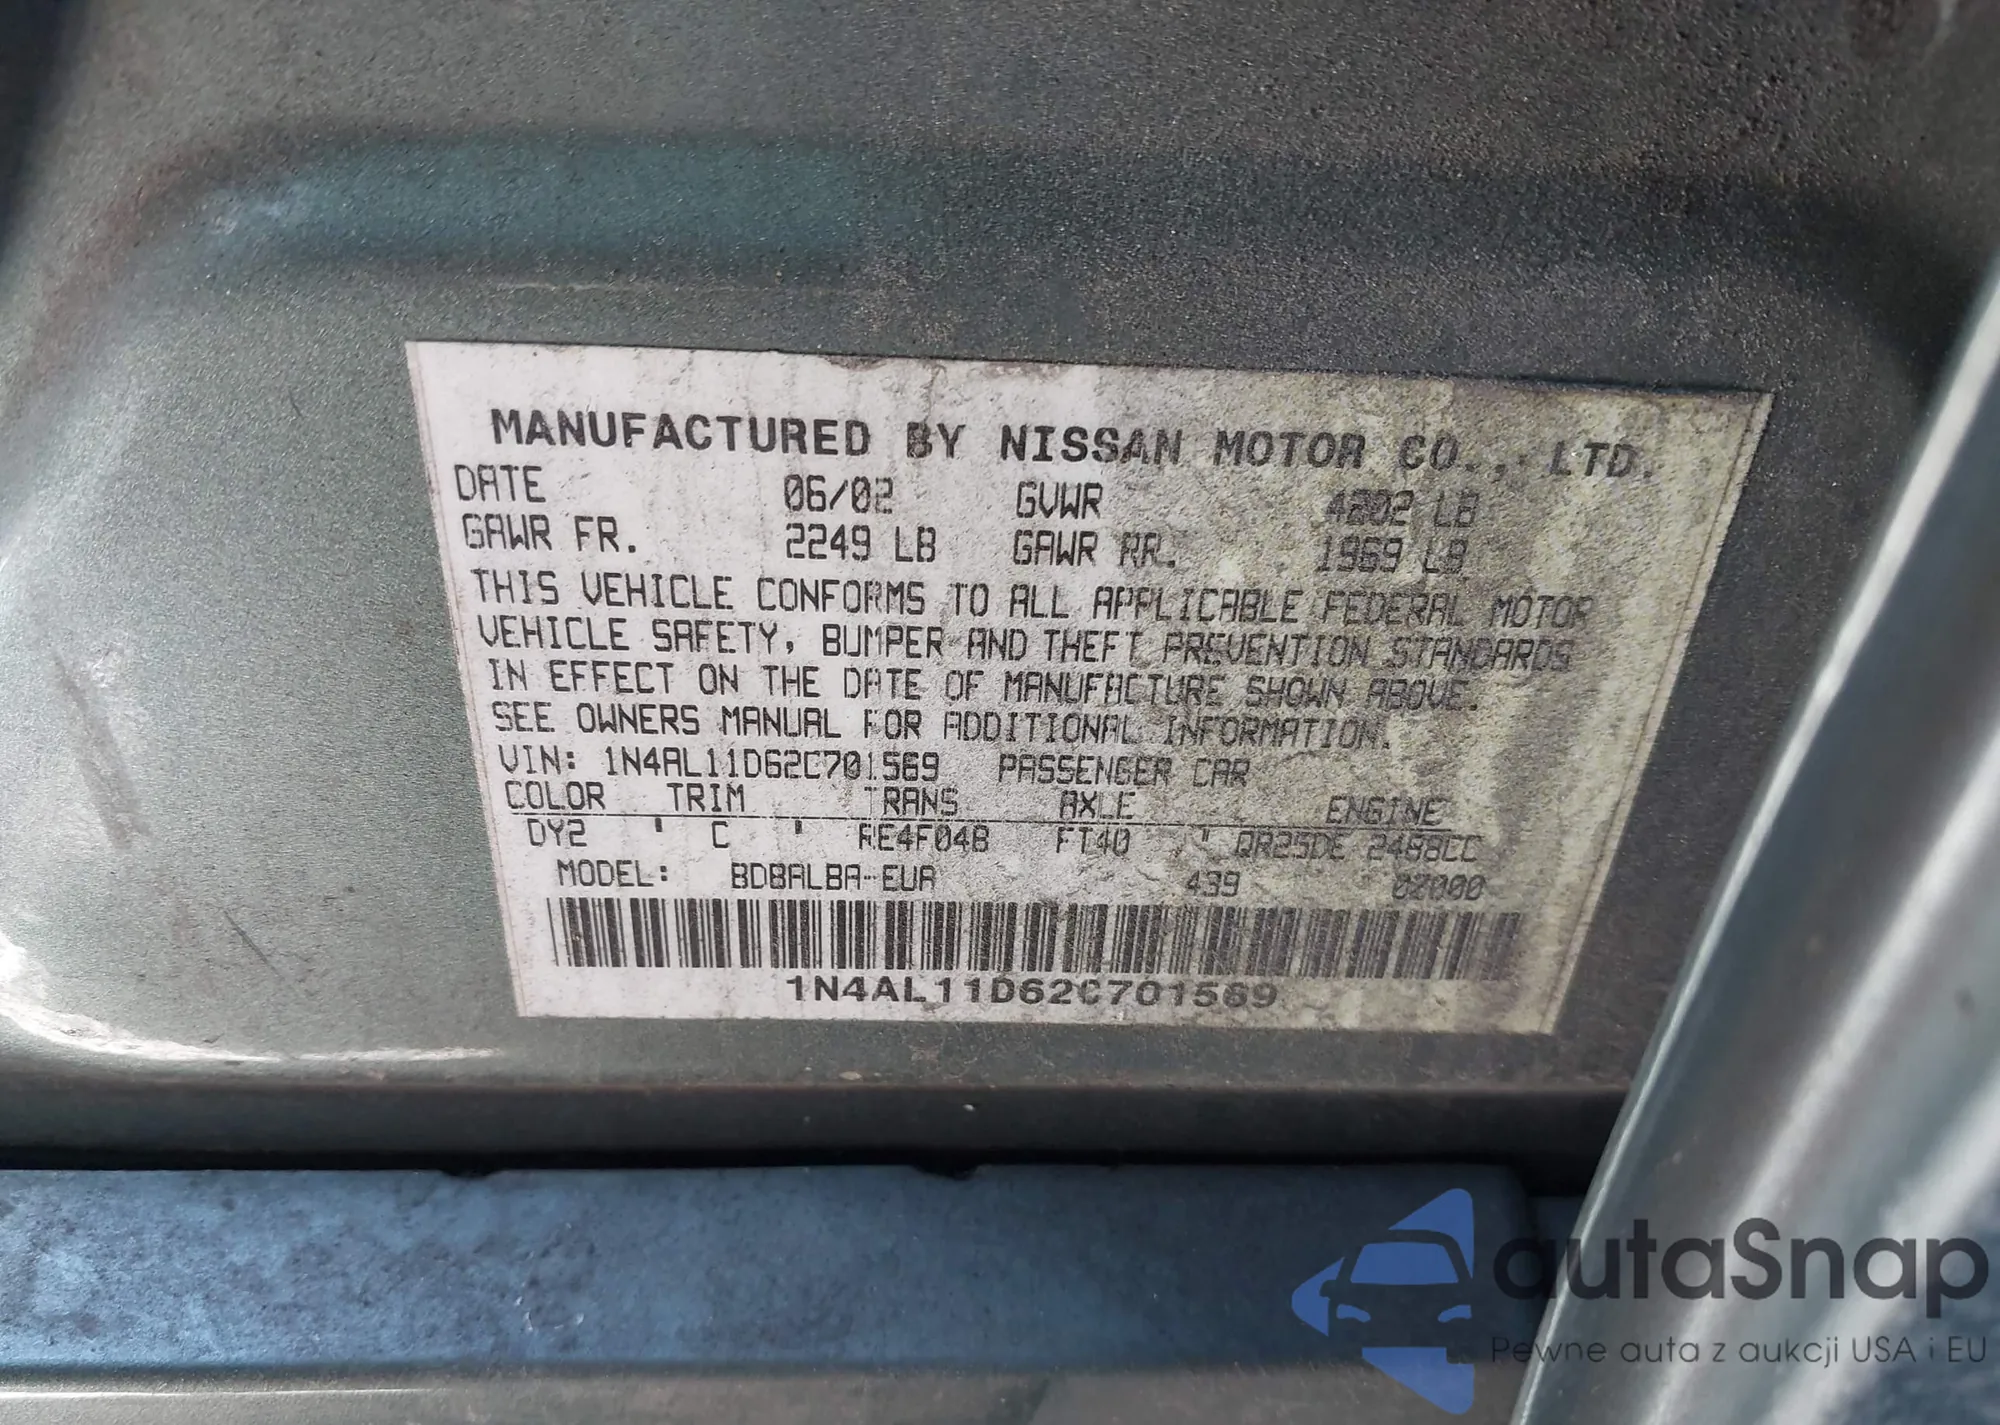 MANUFACTURED BY NISSAN MOTOR CO., LTD.
DATE 06/02 GVWR 4202 LB
GAWR FR. 2249 LB GAWR RR. 1969 LB
THIS VEHICLE CONFORMS TO ALL APPLICABLE FEDERAL MOTOR
VEHICLE SAFETY, BUMPER AND THEFT PREVENTION STANDARDS
IN EFFECT ON THE DATE OF MANUFACTURE SHOWN ABOVE.
SEE OWNERS MANUAL FOR ADDITIONAL INFORMATION.
VIN: 1N4AL11D62C701569 PASSENGER CAR
COLOR TRIM TRANS AXLE ENGINE
DY2 ' C ' RE4F04B FT40 ' QR25DE 2488CC
MODEL: BDBALBA-EUA 439 02000
1N4AL11D62C701569
autaSnap
Pewne auta z aukcji USA i EU